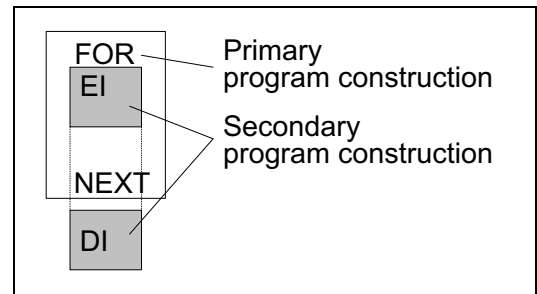 FOR
EI
NEXT
DI
Primary
program construction
Secondary
program construction